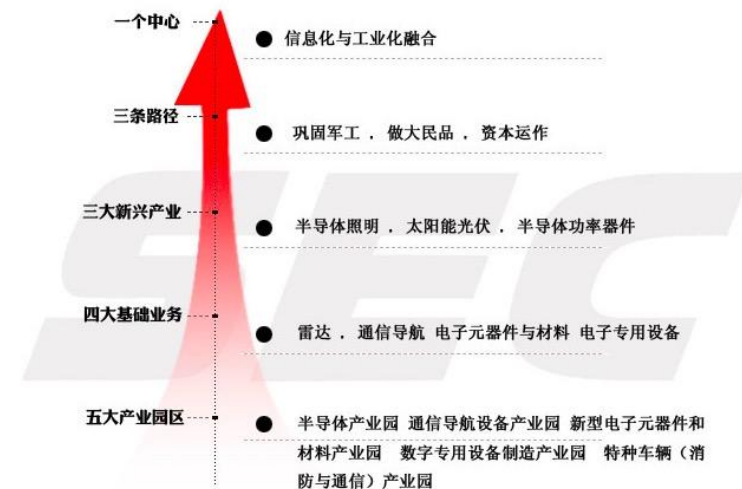 一个中心
信息化与工业化融合
三条路径
巩固军工 . 做大民品 . 资本运作
三大新兴产业
半导体照明 . 太阳能光伏 . 半导体功率器件
四大基础业务
雷达 . 通信导航 电子元器件与材料 电子专用设备
五大产业园区
半导体产业园 通信导航设备产业园 新型电子元器件和
材料产业园 数字专用设备制造产业园 特种车辆（消
防与通信）产业园
SEC